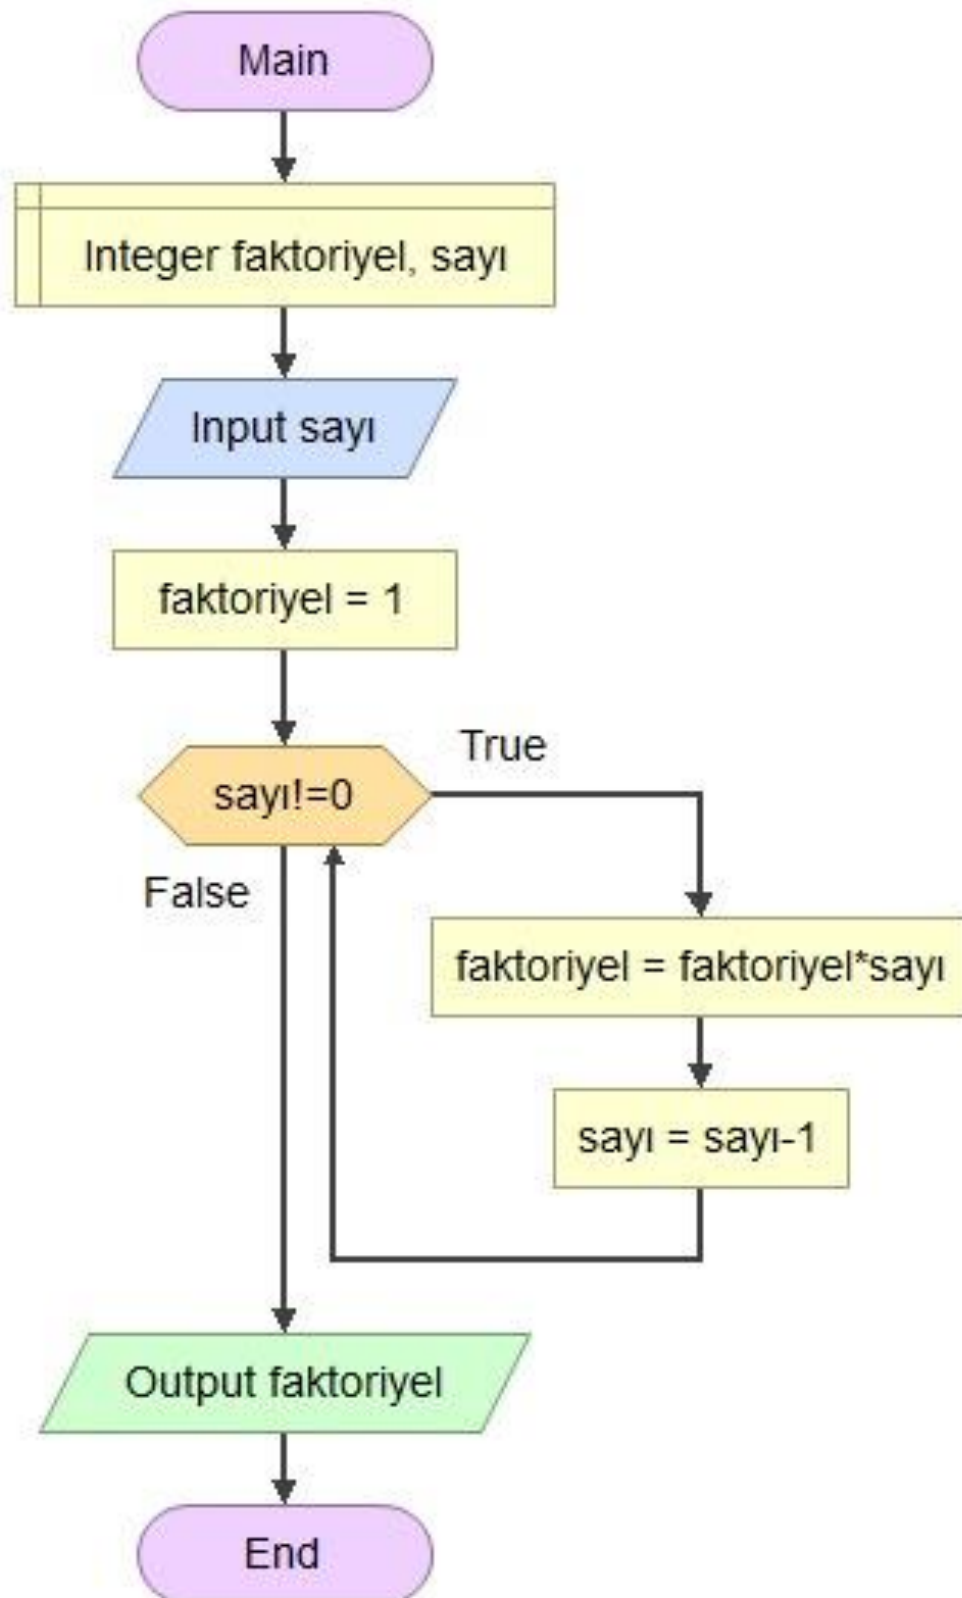 Main
Integer faktoriyel, sayı
Input sayı
faktoriyel = 1
sayı!=0
True
False
faktoriyel = faktoriyel*sayı
sayı = sayı-1
Output faktoriyel
End